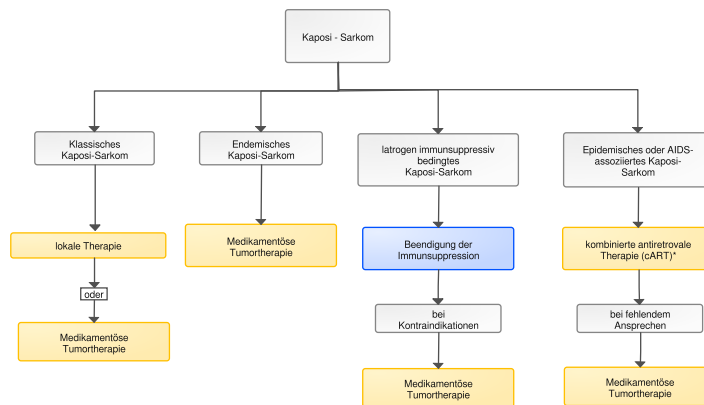 Kaposi - Sarkom
Klassisches
Kaposi-Sarkom
Endemisches
Kaposi-Sarkom
Iatrogen immunsuppressiv
bedingtes
Kaposi-Sarkom
Epidemisches oder AIDS-
assoziiertes Kaposi-
Sarkom
lokale Therapie
Medikamentöse
Tumortherapie
Beendigung der
Immunsuppression
kombinierte antiretrovale
Therapie (cART)*
oder
bei
Kontraindikationen
bei fehlendem
Ansprechen
Medikamentöse
Tumortherapie
Medikamentöse
Tumortherapie
Medikamentöse
Tumortherapie